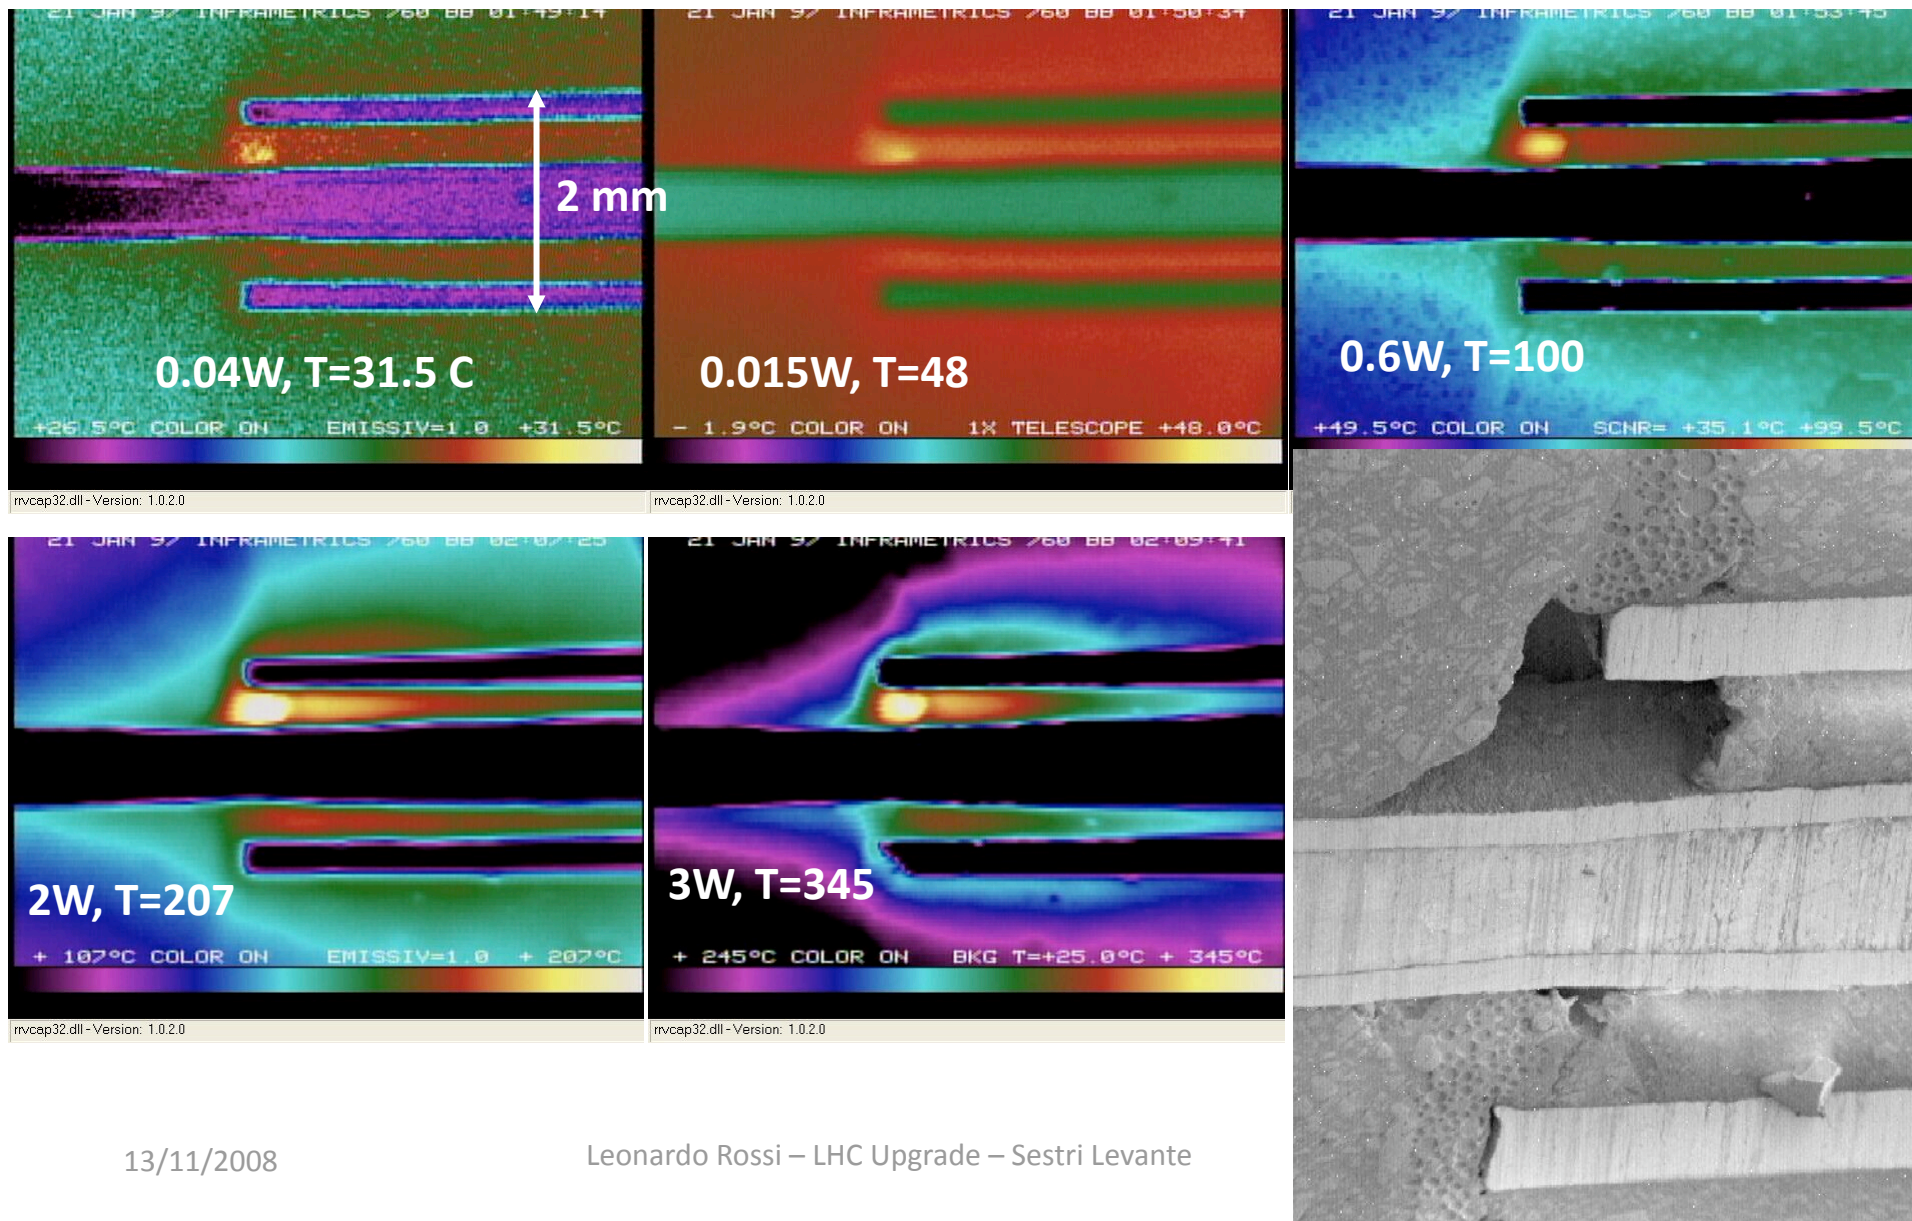 21 JAN 97 INFRAMETRICS 760 BB 01:49:14
21 JAN 97 INFRAMETRICS 760 BB 01:50:34
21 JAN 97 INFRAMETRICS 760 BB 01:53:45
2 mm
0.04W, T=31.5 C
0.015W, T=48
0.6W, T=100
+26.5°C COLOR ON EMISSIV=1.0 +31.5°C
- 1.9°C COLOR ON 1X TELESCOPE +48.0°C
+49.5°C COLOR ON SCNR= +35.1°C +99.5°C
rrvcap32.dll - Version: 1.0.2.0
rrvcap32.dll - Version: 1.0.2.0
21 JAN 97 INFRAMETRICS 760 BB 02:07:25
21 JAN 97 INFRAMETRICS 760 BB 02:09:41
2W, T=207
3W, T=345
+ 107°C COLOR ON EMISSIV=1.0 + 207°C
+ 245°C COLOR ON BKG T=+25.0°C + 345°C
rrvcap32.dll - Version: 1.0.2.0
rrvcap32.dll - Version: 1.0.2.0
13/11/2008
Leonardo Rossi – LHC Upgrade – Sestri Levante